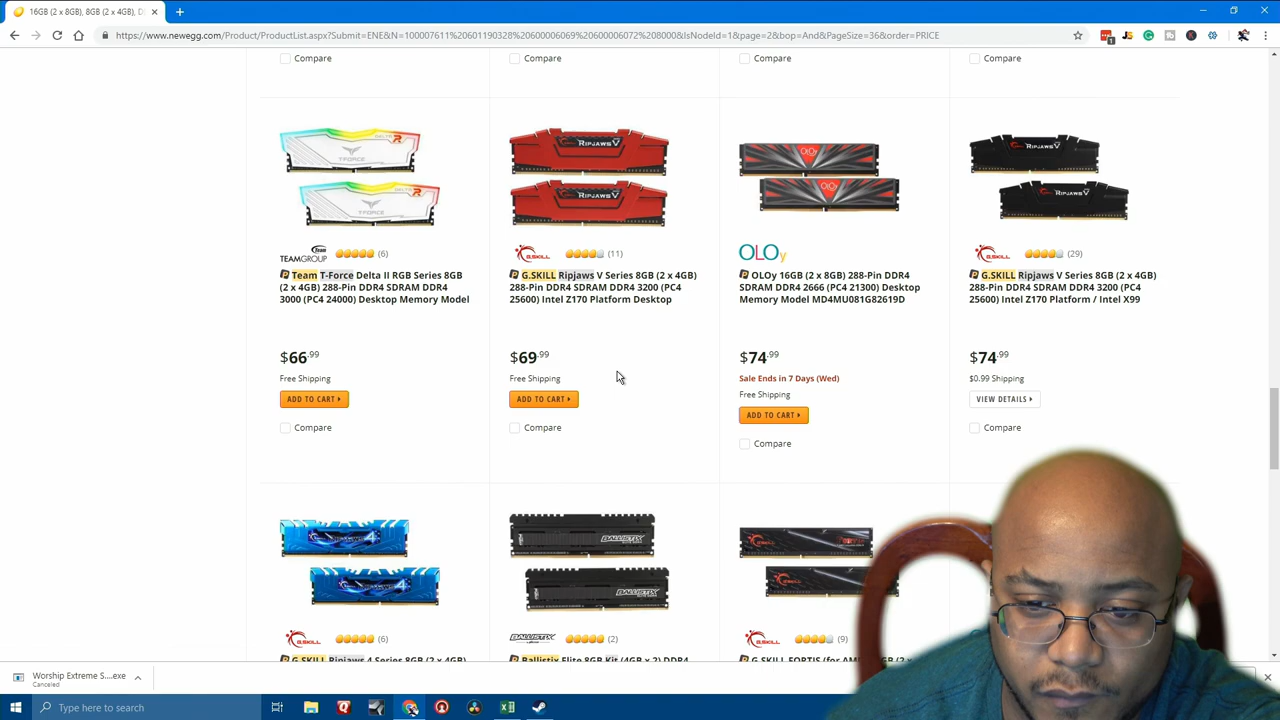 16GB (2 x 8GB), 8GB (2 x 4GB), D
https://www.newegg.com/Product/ProductList.aspx?Submit=ENE&N=100007611%20601190328%20600006069%20600006072%208000&IsNodeId=1&page=2&bop=And&PageSize=36&order=PRICE
Compare
Compare
Compare
Compare
TEAMGROUP (6)
Team T-Force Delta II RGB Series 8GB
(2 x 4GB) 288-Pin DDR4 SDRAM DDR4
3000 (PC4 24000) Desktop Memory Model
$66.99
Free Shipping
ADD TO CART
Compare
RIPJAWS V
G.SKILL (11)
G.SKILL Ripjaws V Series 8GB (2 x 4GB)
288-Pin DDR4 SDRAM DDR4 3200 (PC4
25600) Intel Z170 Platform Desktop
$69.99
Free Shipping
ADD TO CART
Compare
OLOy
OLOy 16GB (2 x 8GB) 288-Pin DDR4
SDRAM DDR4 2666 (PC4 21300) Desktop
Memory Model MD4MU081G82619D
$74.99
Sale Ends in 7 Days (Wed)
Free Shipping
ADD TO CART
Compare
RIPJAWS V
G.SKILL (29)
G.SKILL Ripjaws V Series 8GB (2 x 4GB)
288-Pin DDR4 SDRAM DDR4 3200 (PC4
25600) Intel Z170 Platform / Intel X99
$74.99
$0.99 Shipping
VIEW DETAILS
Compare
G.SKILL (6)
G.SKILL Ripjaws 4 Series 8GB (2 x 4GB)
BALLISTIX
BALLISTIX (2)
Ballistix Elite 8GB Kit (4GB x 2) DDR4
G.SKILL (9)
G.SKILL FORTIS (for AMD) 8GB (2
Worship Extreme S....exe
Canceled
Type here to search